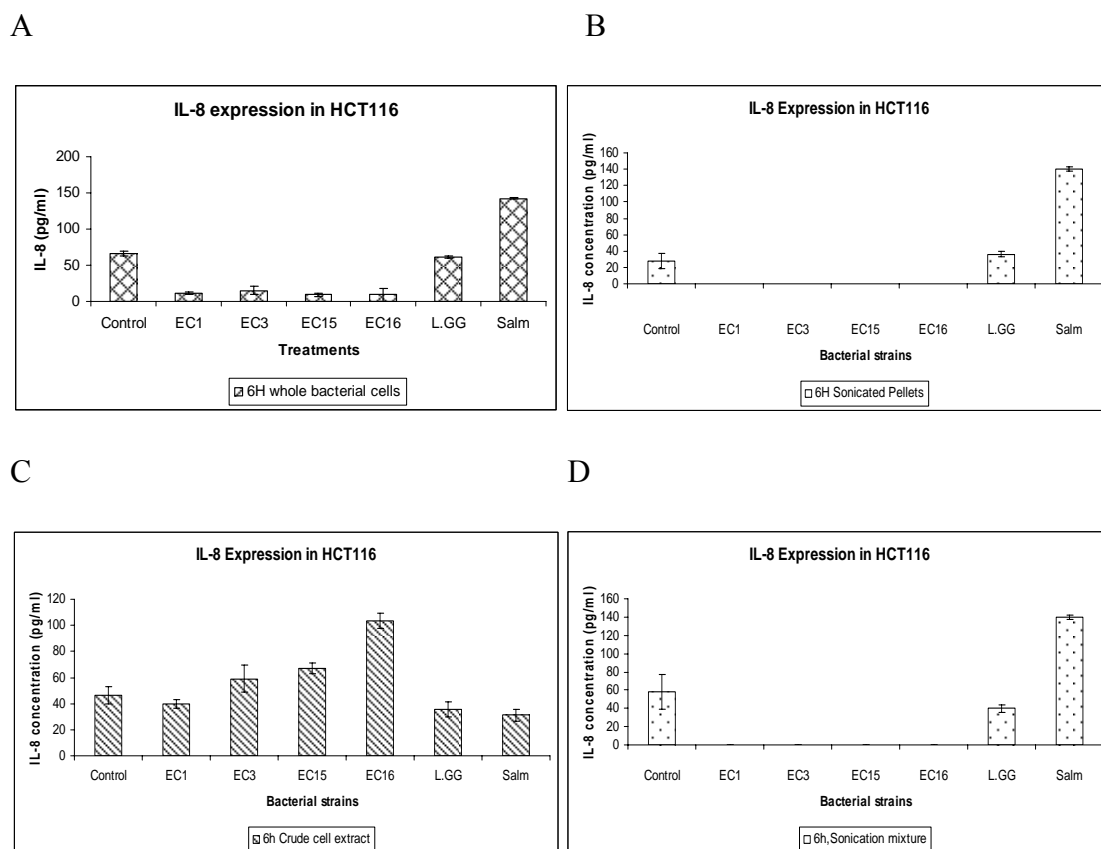 A
B
IL-8 expression in HCT116
IL-8 (pg/ml)
200
150
100
50
0
Control EC1 EC3 EC15 EC16 L.GG Salm
Treatments
6H whole bacterial cells
IL-8 Expression in HCT116
IL-8 concentration (pg/ml)
160
140
120
100
80
60
40
20
0
Control EC1 EC3 EC15 EC16 L.GG Salm
Bacterial strains
6H Sonicated Pellets
C
D
IL-8 Expression in HCT116
IL-8 concentration (pg/ml)
120
100
80
60
40
20
0
Control EC1 EC3 EC15 EC16 L.GG Salm
Bacterial strains
6h Crude cell extract
IL-8 Expression in HCT116
IL-8 concentration (pg/ml)
160
140
120
100
80
60
40
20
0
Control EC1 EC3 EC15 EC16 L.GG Salm
Bacterial strains
6h,Sonication mixture